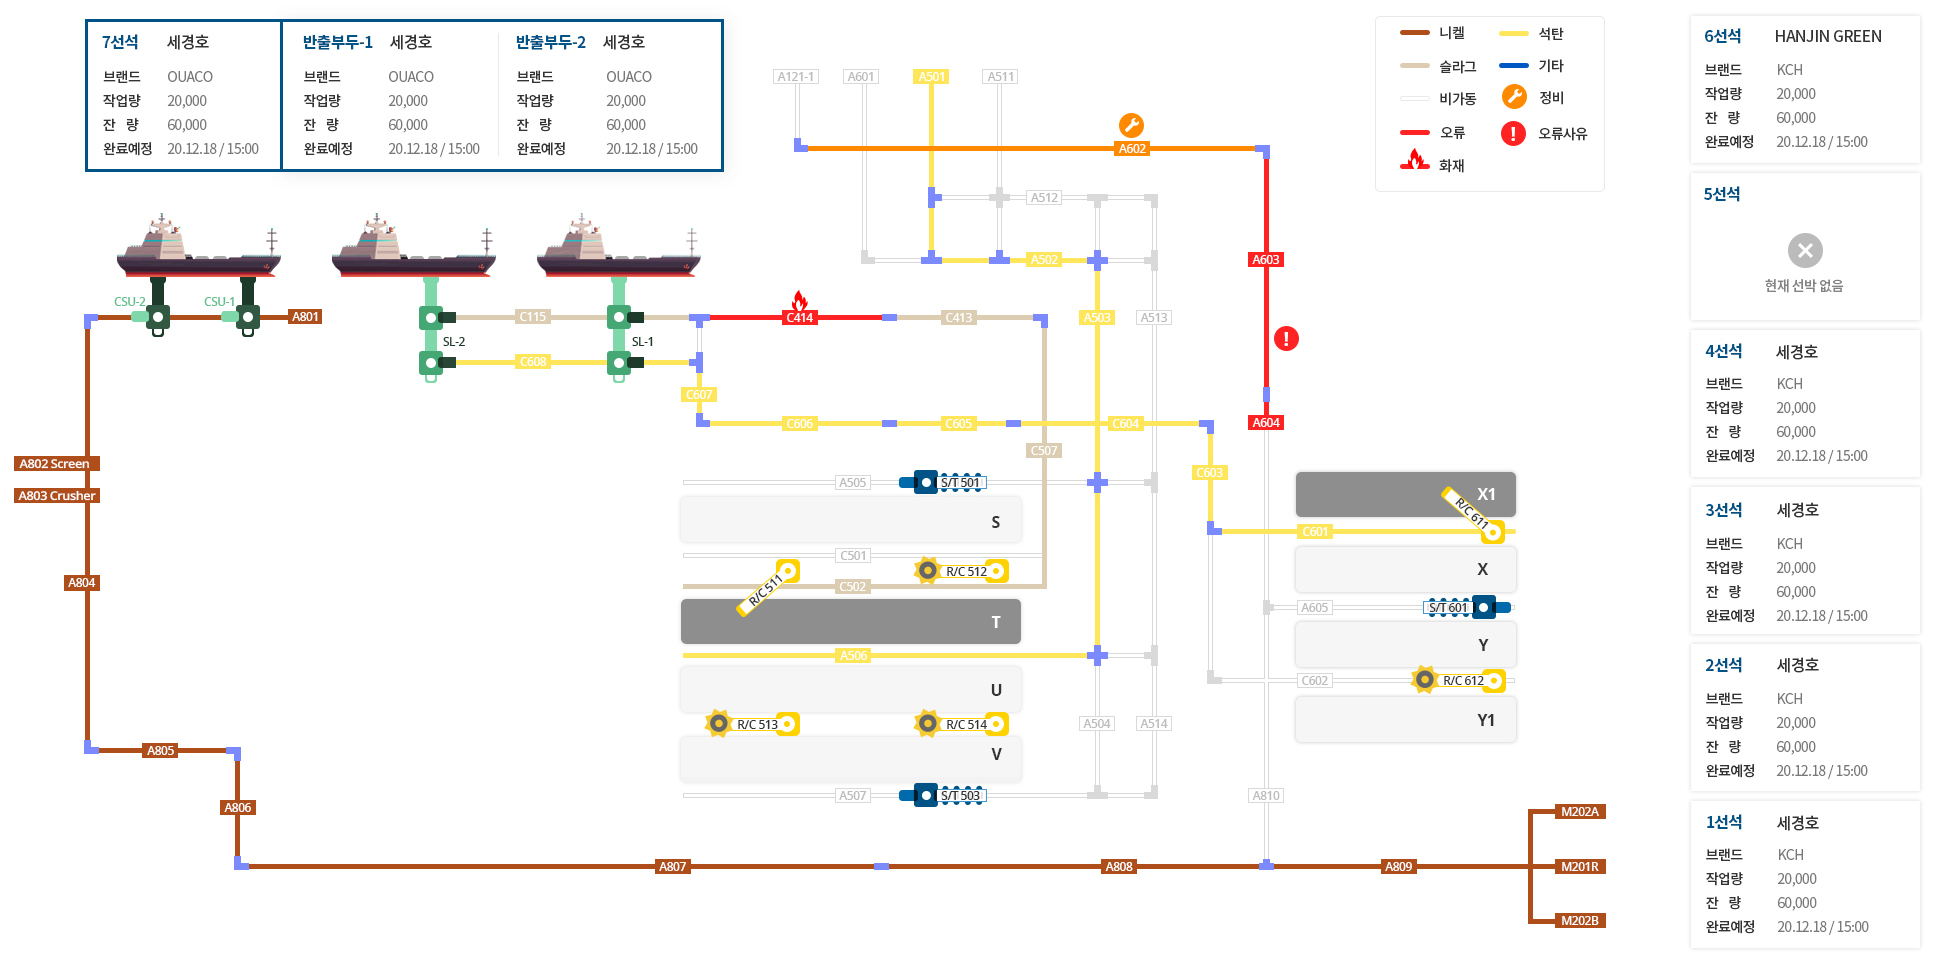 7선석 세경호
브랜드 OUACO
작업량 20,000
잔 량 60,000
완료예정 20.12.18 / 15:00
반출부두-1 세경호
브랜드 OUACO
작업량 20,000
잔 량 60,000
완료예정 20.12.18 / 15:00
반출부두-2 세경호
브랜드 OUACO
작업량 20,000
잔 량 60,000
완료예정 20.12.18 / 15:00
A121-1
A601
A501
A511
니켈
석탄
슬라그
기타
비가동
정비
오류
오류사유
화재
A602
A512
A502
A603
CSU-2
CSU-1
A801
C115
C414
C413
A503
A513
SL-2
SL-1
C608
C607
C606
C605
C604
A604
C507
A802 Screen
A803 Crusher
C603
A505
S/T 501
X1
R/C 611
S
C601
C501
X
R/C 511
R/C 512
C502
A804
A605
S/T 601
T
Y
A506
C602
R/C 612
U
R/C 513
R/C 514
A504
A514
Y1
A805
V
A507
S/T 503
A810
A806
M202A
A807
A808
A809
M201R
M202B
6선석 HANJIN GREEN
브랜드 KCH
작업량 20,000
잔 량 60,000
완료예정 20.12.18 / 15:00
5선석
현재 선박 없음
4선석 세경호
브랜드 KCH
작업량 20,000
잔 량 60,000
완료예정 20.12.18 / 15:00
3선석 세경호
브랜드 KCH
작업량 20,000
잔 량 60,000
완료예정 20.12.18 / 15:00
2선석 세경호
브랜드 KCH
작업량 20,000
잔 량 60,000
완료예정 20.12.18 / 15:00
1선석 세경호
브랜드 KCH
작업량 20,000
잔 량 60,000
완료예정 20.12.18 / 15:00